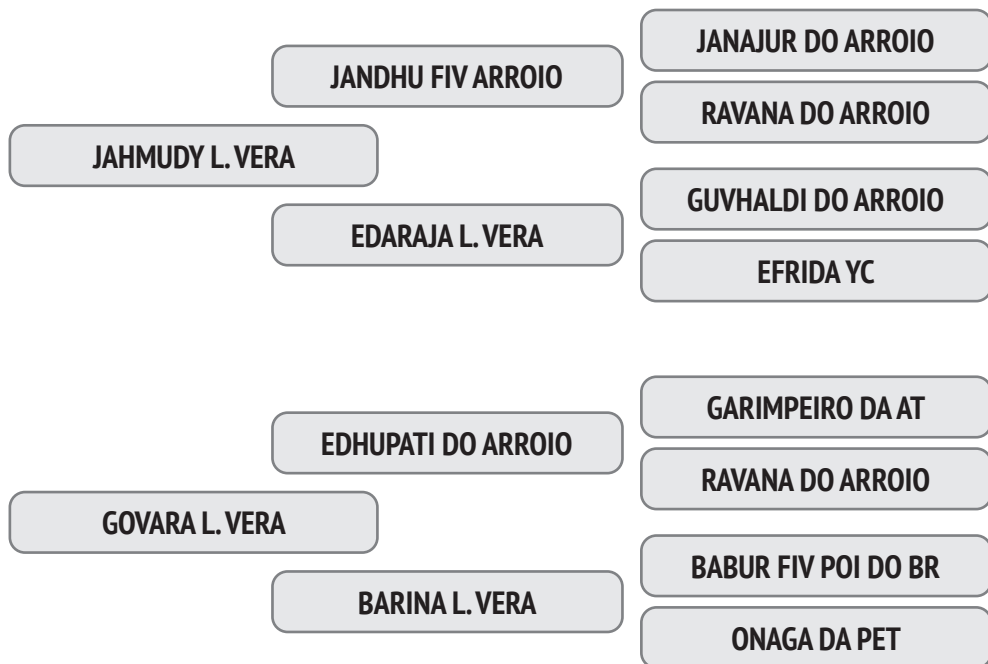 JANAJUR DO ARROIO
JANDHU FIV ARROIO
RAVANA DO ARROIO
JAHMUDY L. VERA
GUVHALDI DO ARROIO
EDARAJA L. VERA
EFRIDA YC
GARIMPEIRO DA AT
EDHUPATI DO ARROIO
RAVANA DO ARROIO
GOVARA L. VERA
BABUR FIV POI DO BR
BARINA L. VERA
ONAGA DA PET